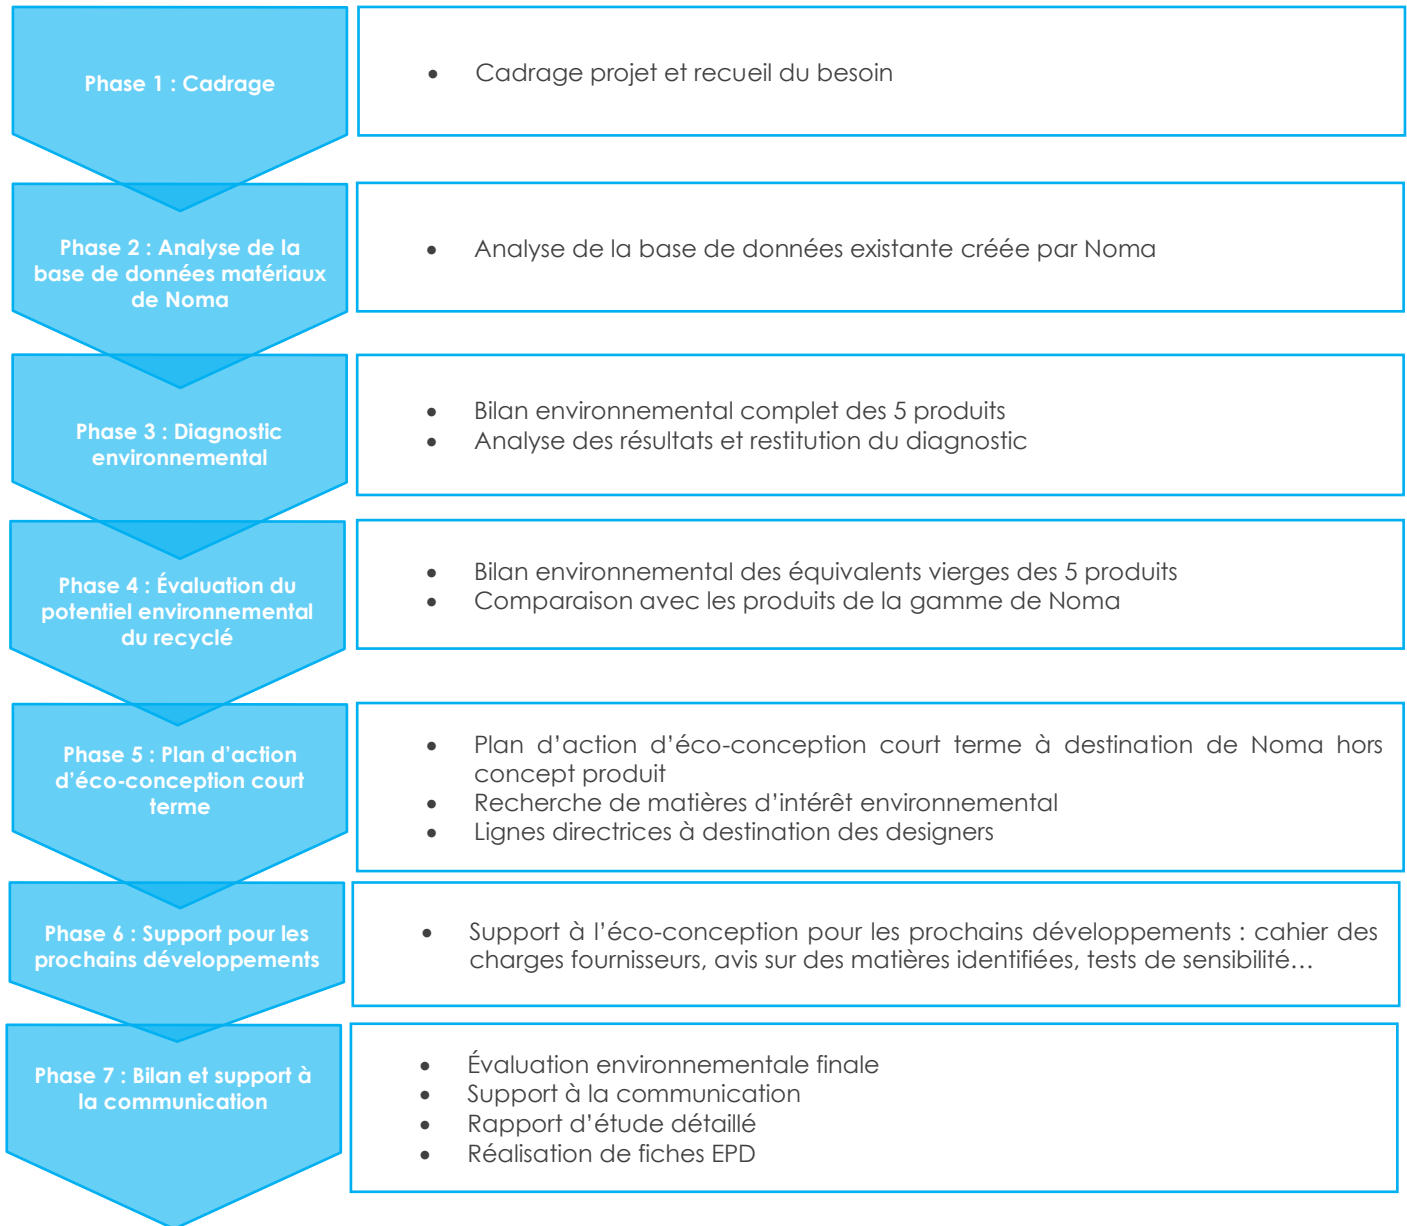 Phase 1 : Cadrage
• Cadrage projet et recueil du besoin
Phase 2 : Analyse de la
base de données matériaux
de Noma
• Analyse de la base de données existante créée par Noma
Phase 3 : Diagnostic
environnemental
• Bilan environnemental complet des 5 produits
• Analyse des résultats et restitution du diagnostic
Phase 4 : Évaluation du
potentiel environnemental
du recyclé
• Bilan environnemental des équivalents vierges des 5 produits
• Comparaison avec les produits de la gamme de Noma
Phase 5 : Plan d’action
d’éco-conception court
terme
• Plan d’action d’éco-conception court terme à destination de Noma hors
concept produit
• Recherche de matières d’intérêt environnemental
• Lignes directrices à destination des designers
Phase 6 : Support pour les
prochains développements
• Support à l’éco-conception pour les prochains développements : cahier des
charges fournisseurs, avis sur des matières identifiées, tests de sensibilité…
Phase 7 : Bilan et support à
la communication
• Évaluation environnementale finale
• Support à la communication
• Rapport d’étude détaillé
• Réalisation de fiches EPD